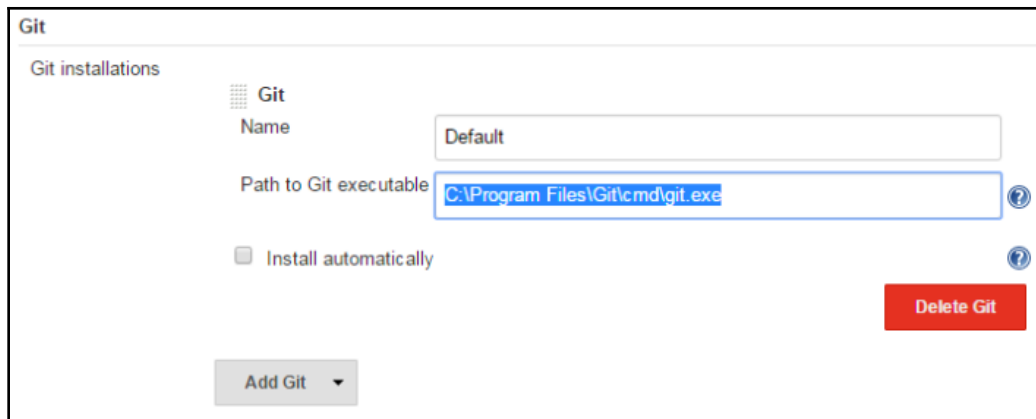 Git
Git installations
Git
Name
Default
Path to Git executable
C:\Program Files\Git\cmd\git.exe
Install automatically
Delete Git
Add Git